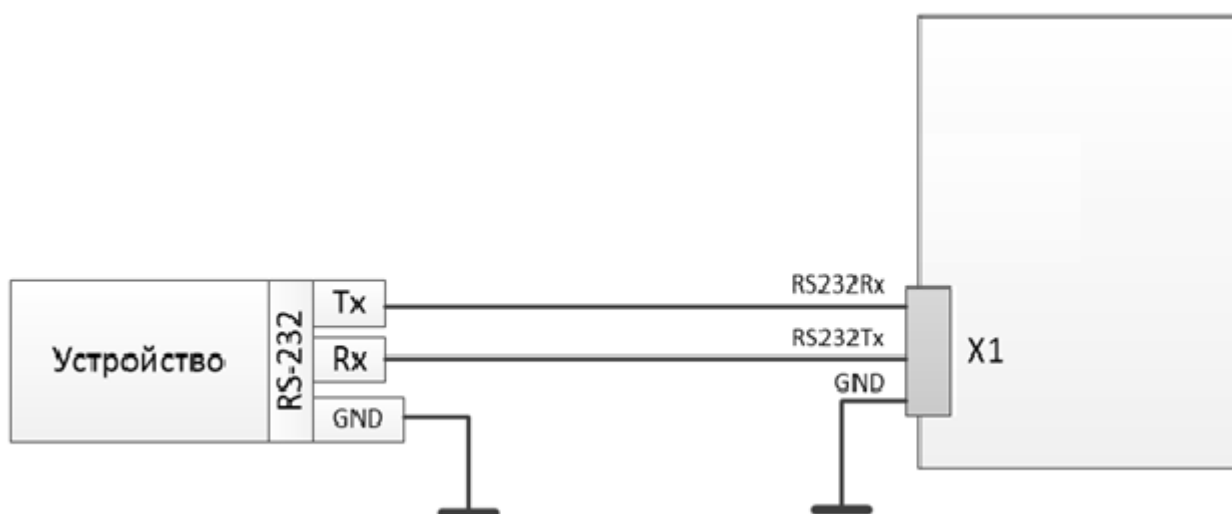 Устройство
RS-232
Tx
Rx
GND
RS232Rx
RS232Tx
GND
X1